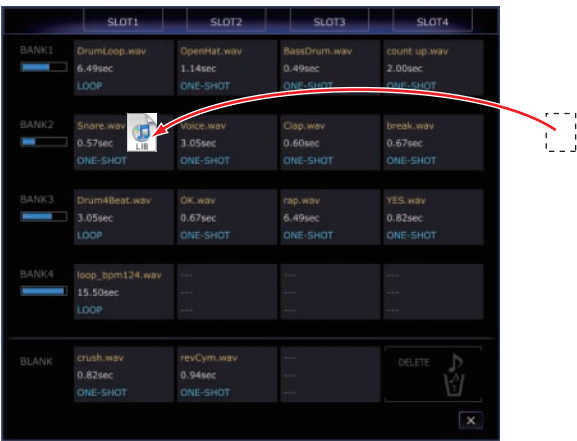 SLOT1 SLOT2 SLOT3 SLOT4
BANK1 DrumLoop.wav OpenHat.wav BassDrum.wav count up.wav
6.49sec 1.14sec 0.49sec 2.00sec
LOOP ONE-SHOT ONE-SHOT ONE-SHOT
BANK2 Snare.wav Voice.wav Clap.wav break.wav
LIB
0.57sec 3.05sec 0.60sec 0.67sec
ONE-SHOT ONE-SHOT ONE-SHOT ONE-SHOT
BANK3 Drum4Beat.wav OK.wav rap.wav YES.wav
3.05sec 0.67sec 6.49sec 0.82sec
LOOP ONE-SHOT ONE-SHOT ONE-SHOT
BANK4 loop_bpm124.wav --- --- ---
15.50sec --- --- ---
LOOP --- --- ---
BLANK crush.wav revCym.wav --- DELETE
0.82sec 0.94sec ---
ONE-SHOT ONE-SHOT ---
X